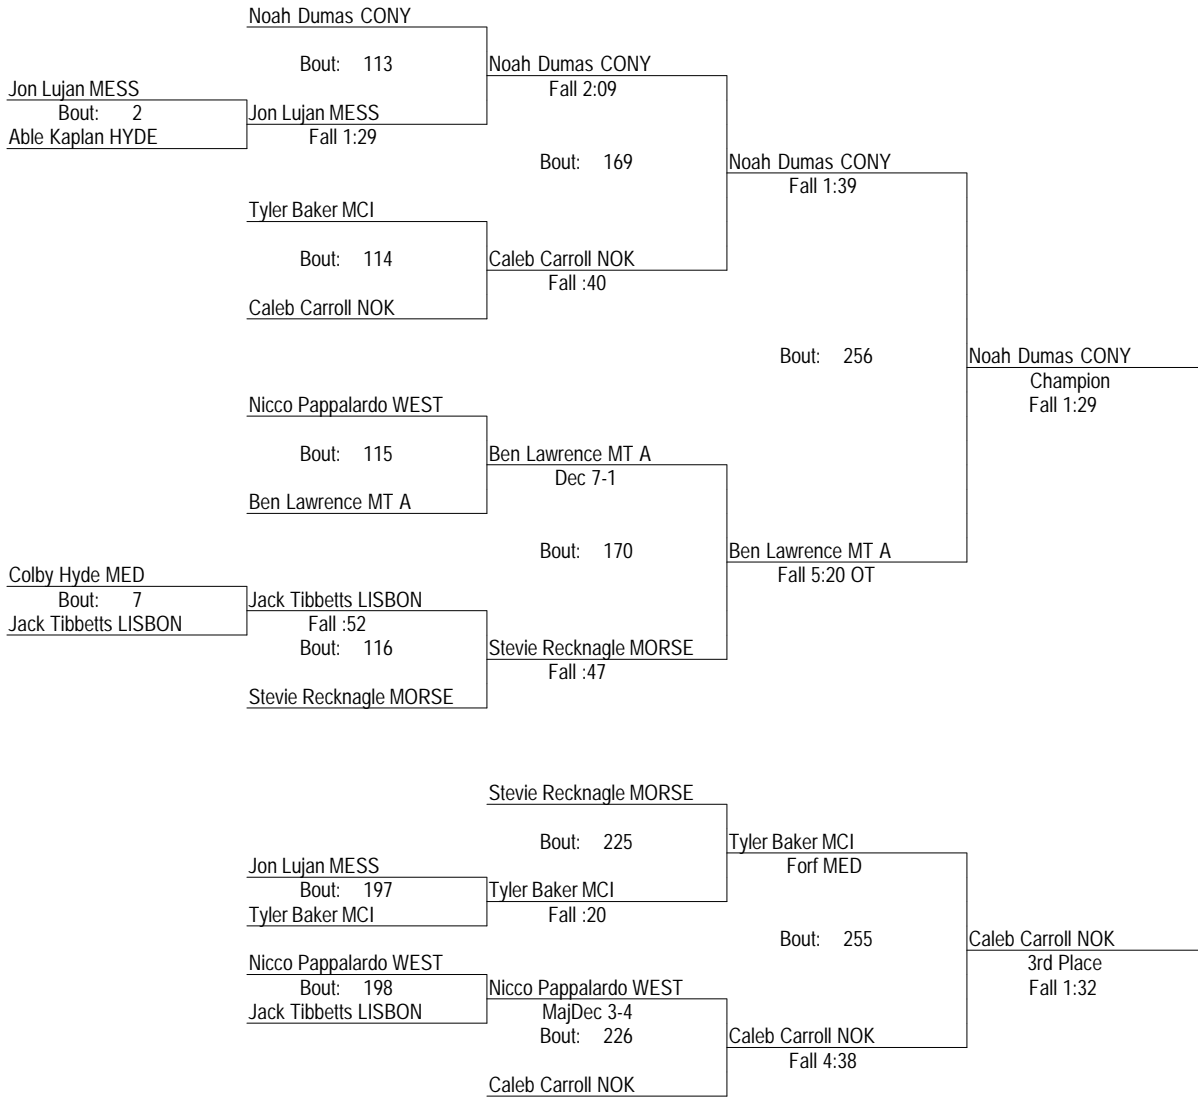 Noah Dumas CONY
Bout: 113
Noah Dumas CONY
Fall 2:09
Jon Lujan MESS
Bout: 2
Able Kaplan HYDE
Jon Lujan MESS
Fall 1:29
Bout: 169
Noah Dumas CONY
Fall 1:39
Tyler Baker MCI
Bout: 114
Caleb Carroll NOK
Fall :40
Caleb Carroll NOK
Bout: 256
Noah Dumas CONY
Champion
Fall 1:29
Nicco Pappalardo WEST
Bout: 115
Ben Lawrence MT A
Dec 7-1
Ben Lawrence MT A
Bout: 170
Ben Lawrence MT A
Fall 5:20 OT
Colby Hyde MED
Bout: 7
Jack Tibbetts LISBON
Jack Tibbetts LISBON
Fall :52
Bout: 116
Stevie Recknagle MORSE
Fall :47
Stevie Recknagle MORSE
Stevie Recknagle MORSE
Bout: 225
Tyler Baker MCI
Forf MED
Jon Lujan MESS
Bout: 197
Tyler Baker MCI
Tyler Baker MCI
Fall :20
Bout: 255
Caleb Carroll NOK
3rd Place
Fall 1:32
Nicco Pappalardo WEST
Bout: 198
Jack Tibbetts LISBON
Nicco Pappalardo WEST
MajDec 3-4
Bout: 226
Caleb Carroll NOK
Fall 4:38
Caleb Carroll NOK